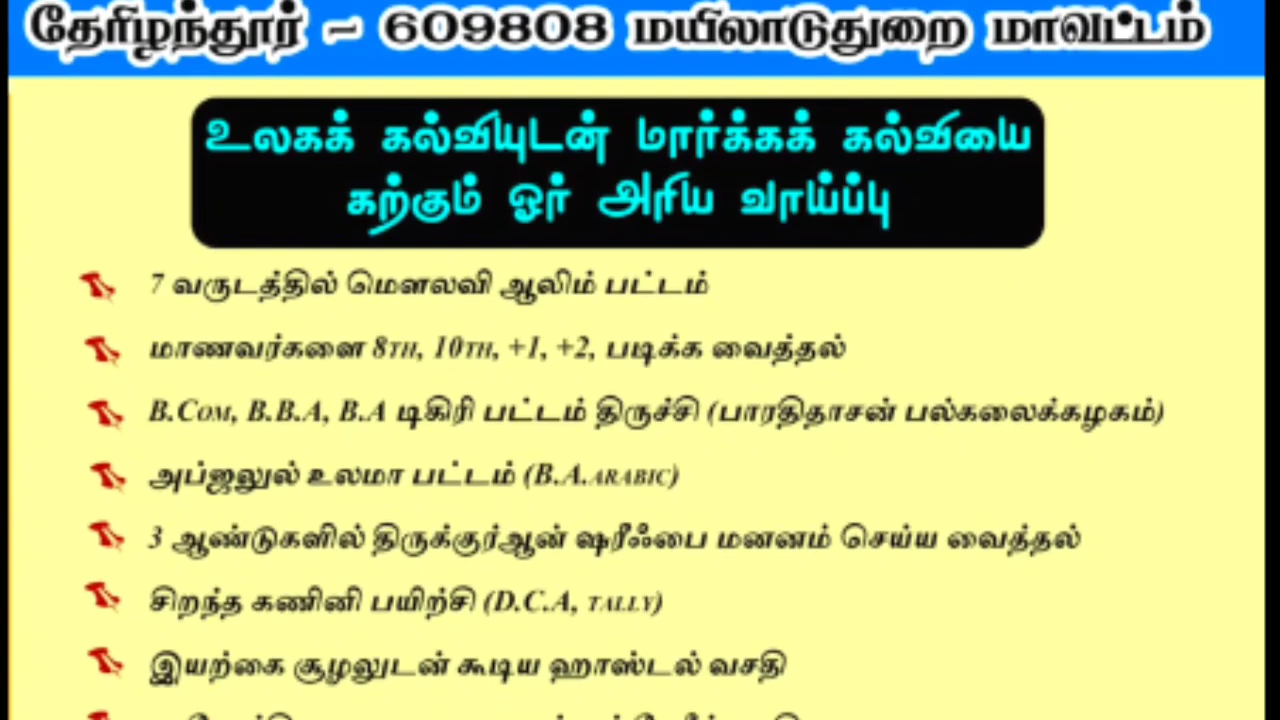 தேரிழந்தூர் – 609808 மயிலாடுதுறை மாவட்டம்
உலகக் கல்வியுடன் மார்க்கக் கல்வியை
கற்கும் ஓர் அரிய வாய்ப்பு
7 வருடத்தில் மௌலவி ஆலிம் பட்டம்
மாணவர்களை 8TH, 10TH, +1, +2, படிக்க வைத்தல்
B.COM, B.B.A, B.A டிகிரி பட்டம் திருச்சி (பாரதிதாசன் பல்கலைக்கழகம்)
அப்ஜலுல் உலமா பட்டம் (B.A.ARABIC)
3 ஆண்டுகளில் திருக்குர்ஆன் ஷரீஃபை மனனம் செய்ய வைத்தல்
சிறந்த கணினி பயிற்சி (D.C.A, TALLY)
இயற்கை சூழலுடன் கூடிய ஹாஸ்டல் வசதி